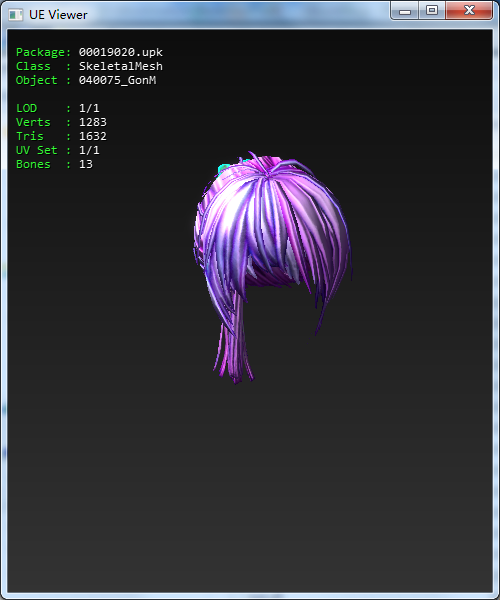 UE Viewer
Package: 00019020.upk
Class  : SkeletalMesh
Object : 040075_GonM
LOD    : 1/1
Verts  : 1283
Tris   : 1632
UV Set : 1/1
Bones  : 13